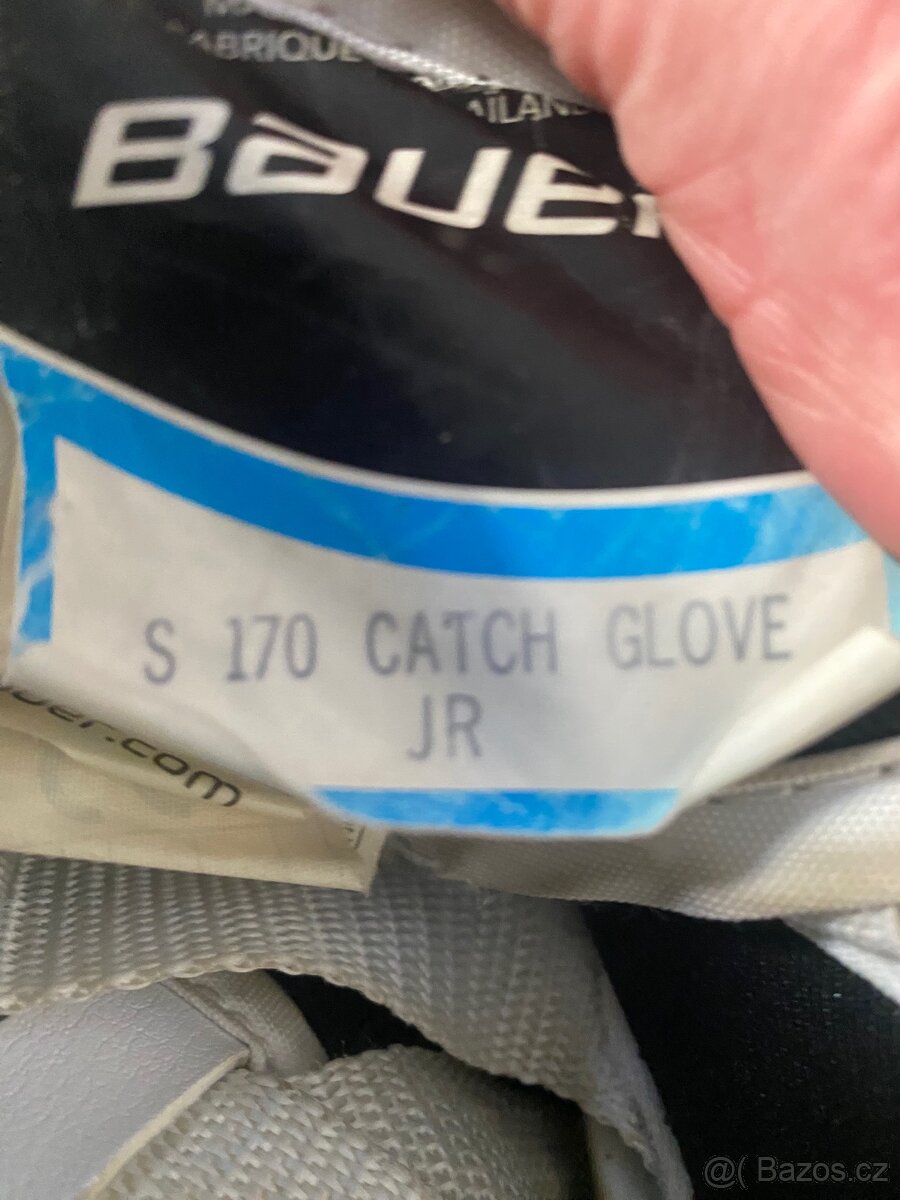 Bauer
S 170 CATCH GLOVE
JR
@( Bazos.cz